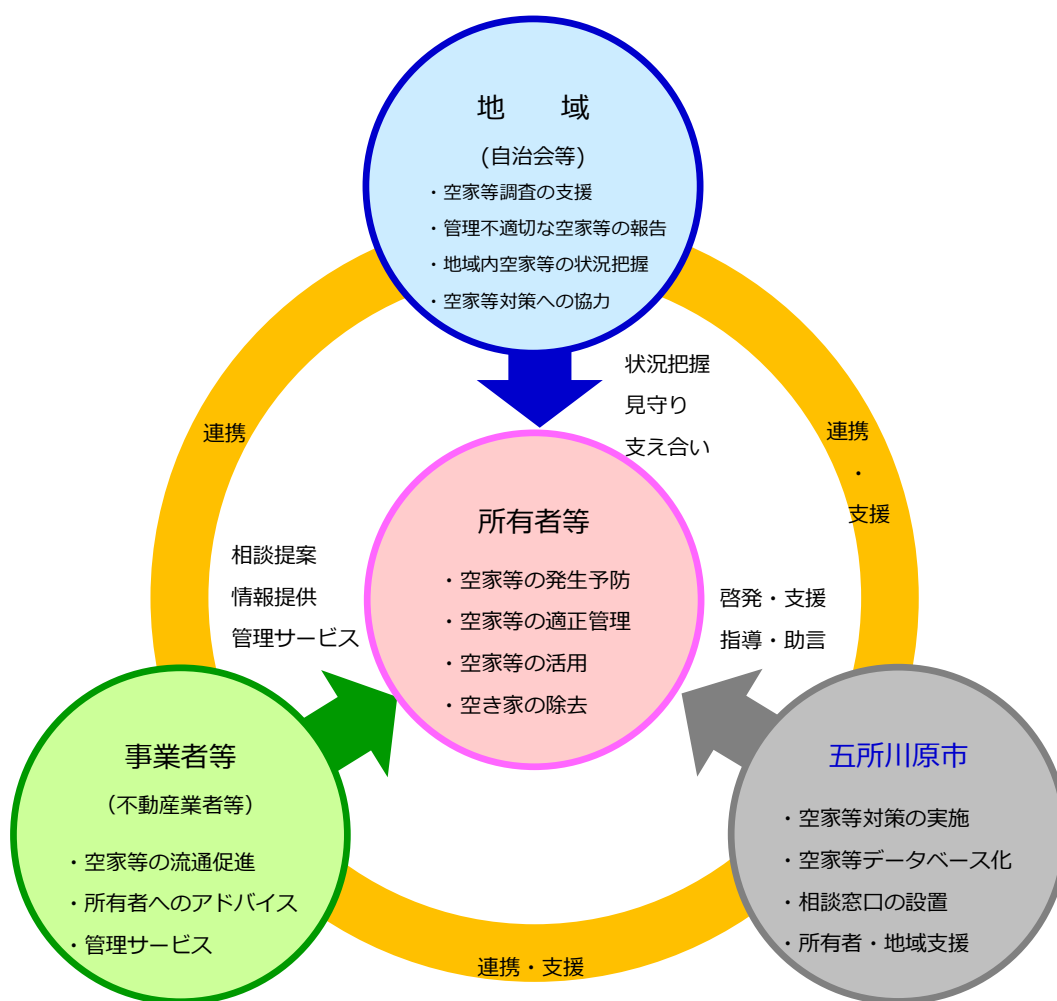 地　域
(自治会等)
・空家等調査の支援
・管理不適切な空家等の報告
・地域内空家等の状況把握
・空家等対策への協力
状況把握
見守り
支え合い
連携
連携
・
支援
所有者等
・空家等の発生予防
・空家等の適正管理
・空家等の活用
・空き家の除去
相談提案
情報提供
管理サービス
啓発・支援
指導・助言
事業者等
（不動産業者等）
・空家等の流通促進
・所有者へのアドバイス
・管理サービス
五所川原市
・空家等対策の実施
・空家等データベース化
・相談窓口の設置
・所有者・地域支援
連携・支援